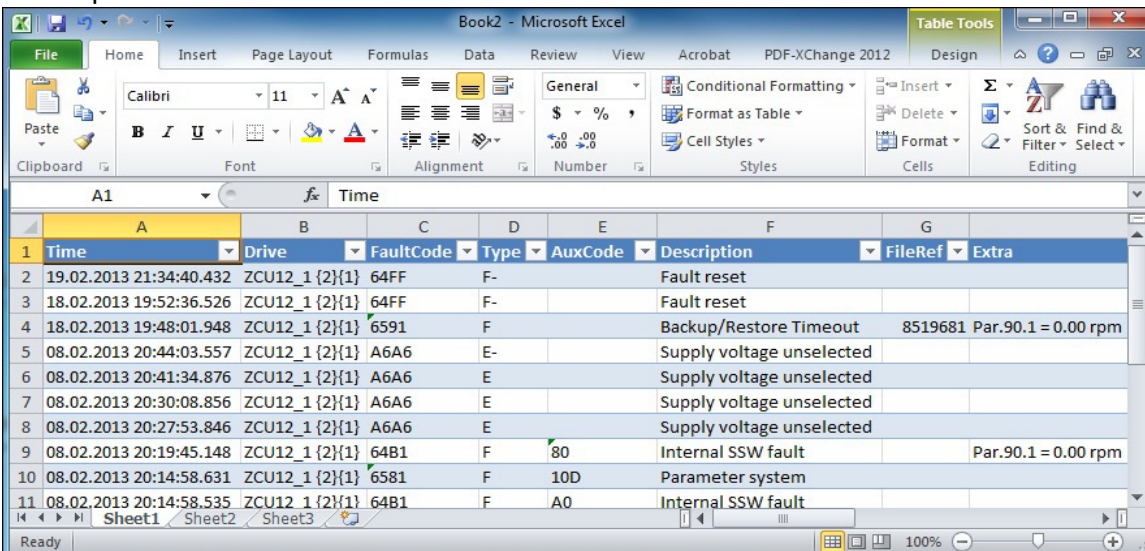 Book2 - Microsoft Excel
Table Tools
File Home Insert Page Layout Formulas Data Review View Acrobat PDF-XChange 2012 Design
Calibri 11 General Conditional Formatting Insert
Paste $ % , Format as Table Delete Sort & Find &
B I U A Cell Styles Format Filter Select
Clipboard Font Alignment Number Styles Cells Editing
A1 fx Time
A B C D E F G
1 Time Drive FaultCode Type AuxCode Description FileRef Extra
2 19.02.2013 21:34:40.432 ZCU12_1 {2}{1} 64FF F- Fault reset
3 18.02.2013 19:52:36.526 ZCU12_1 {2}{1} 64FF F- Fault reset
4 18.02.2013 19:48:01.948 ZCU12_1 {2}{1} 6591 F Backup/Restore Timeout 8519681 Par.90.1 = 0.00 rpm
5 08.02.2013 20:44:03.557 ZCU12_1 {2}{1} A6A6 E- Supply voltage unselected
6 08.02.2013 20:41:34.876 ZCU12_1 {2}{1} A6A6 E Supply voltage unselected
7 08.02.2013 20:30:08.856 ZCU12_1 {2}{1} A6A6 E Supply voltage unselected
8 08.02.2013 20:27:53.846 ZCU12_1 {2}{1} A6A6 E Supply voltage unselected
9 08.02.2013 20:19:45.148 ZCU12_1 {2}{1} 64B1 F 80 Internal SSW fault Par.90.1 = 0.00 rpm
10 08.02.2013 20:14:58.631 ZCU12_1 {2}{1} 6581 F 10D Parameter system
11 08.02.2013 20:14:58.535 ZCU12_1 {2}{1} 64B1 F A0 Internal SSW fault
Sheet1 Sheet2 Sheet3
Ready 100%